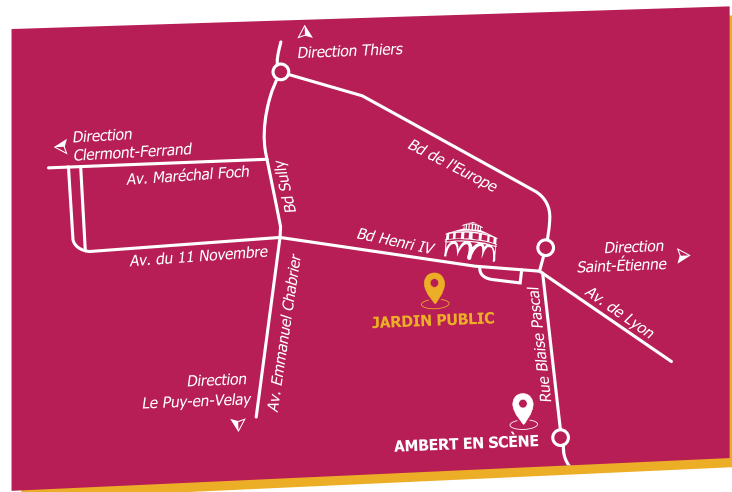 Direction Thiers
Direction
Clermont-Ferrand
Av. Maréchal Foch
Bd Sully
Bd de l'Europe
Bd Henri IV
Av. du 11 Novembre
Direction
Saint-Étienne
Av. de Lyon
JARDIN PUBLIC
Av. Emmanuel Chabrier
Rue Blaise Pascal
Direction
Le Puy-en-Velay
AMBERT EN SCÈNE